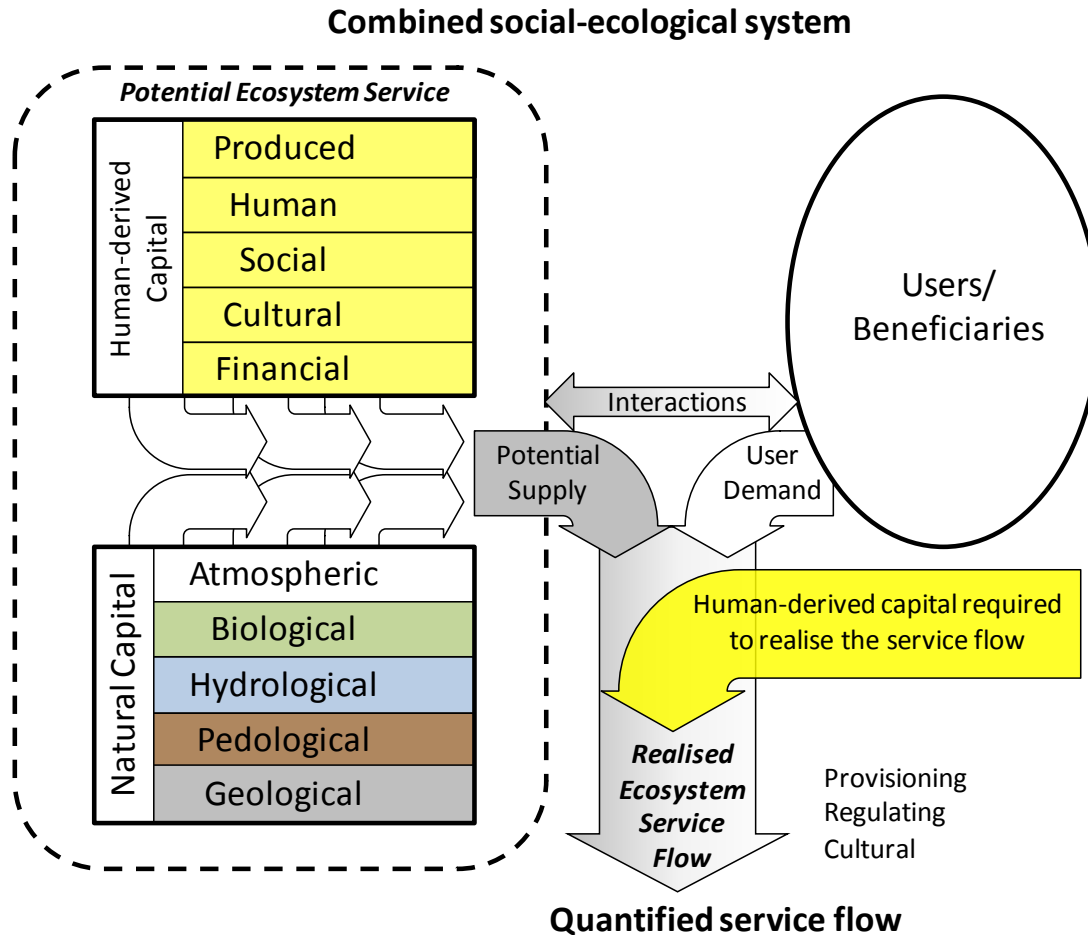 Combined social-ecological system
Potential Ecosystem Service
Human-derived
Capital
Produced
Human
Social
Cultural
Financial
Users/
Beneficiaries
Interactions
Potential
Supply
User
Demand
Natural Capital
Atmospheric
Biological
Hydrological
Pedological
Geological
Human-derived capital required
to realise the service flow
Realised
Ecosystem
Service
Flow
Provisioning
Regulating
Cultural
Quantified service flow